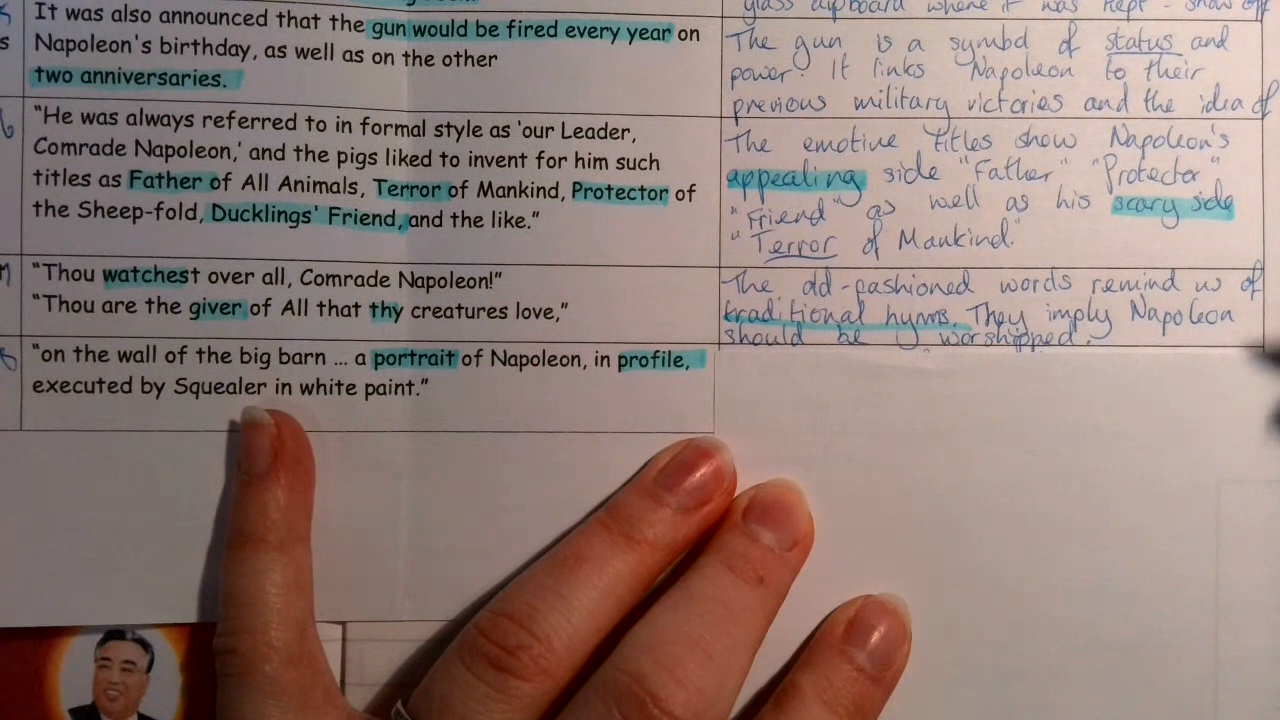 glass cupboard where it was kept - show off
It was also announced that the gun would be fired every year on
Napoleon's birthday, as well as on the other
two anniversaries.
The gun is a symbol of status and
power. It links Napoleon to their
previous military victories and the idea of
"He was always referred to in formal style as 'our Leader,
Comrade Napoleon,' and the pigs liked to invent for him such
titles as Father of All Animals, Terror of Mankind, Protector of
the Sheep-fold, Ducklings' Friend, and the like."
The emotive titles show Napoleon's
appealing side "Father" "Protector"
"Friend" as well as his scary side
"Terror of Mankind."
"Thou watchest over all, Comrade Napoleon!"
"Thou are the giver of All that thy creatures love,"
The old-fashioned words remind us of
traditional hymns. They imply Napoleon
should be worshipped.
"on the wall of the big barn ... a portrait of Napoleon, in profile,
executed by Squealer in white paint."